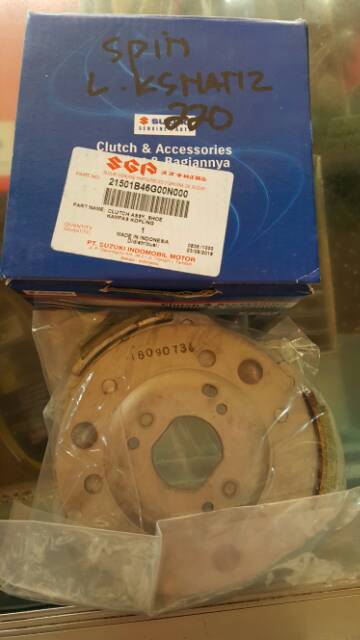 SPIN
L. KSMATIZ
220
SUZUKI
GENUINE PARTS
Clutch & Accessories
& Bagiannya
SGP
PART NO.
21501B46G00N000
PART NAME: CLUTCH ASSY, SHOE
KAMPAS KOPLING
QUANTITY
1
MADE IN INDONESIA
PT. SUZUKI INDOMOBIL MOTOR
18090736